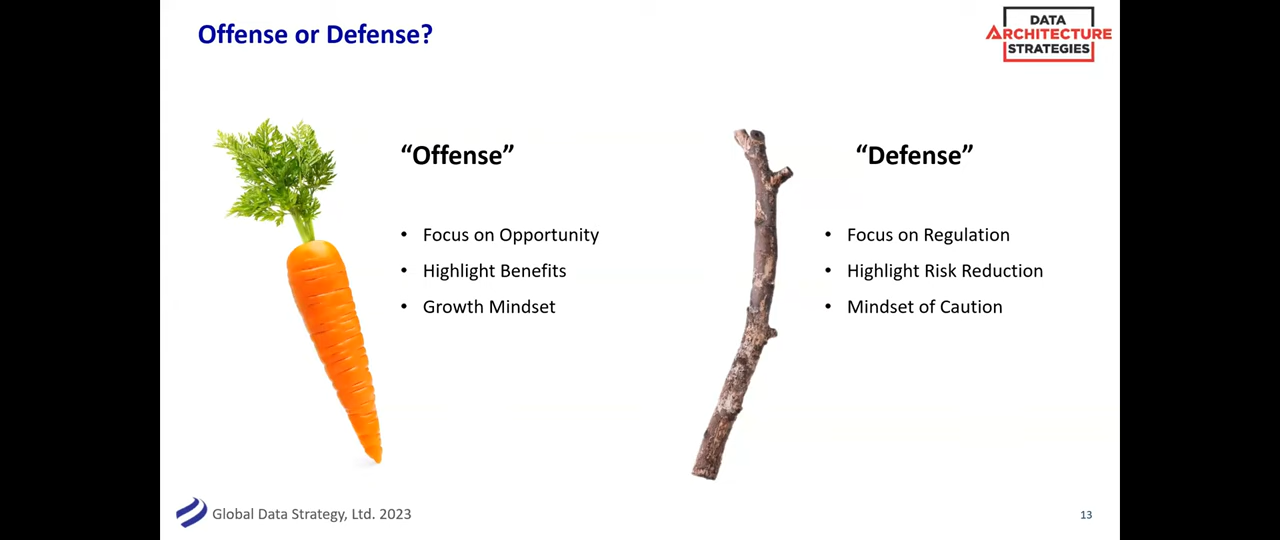 Offense or Defense?
DATA
ARCHITECTURE
STRATEGIES
“Offense”
• Focus on Opportunity
• Highlight Benefits
• Growth Mindset
“Defense”
• Focus on Regulation
• Highlight Risk Reduction
• Mindset of Caution
Global Data Strategy, Ltd. 2023
13